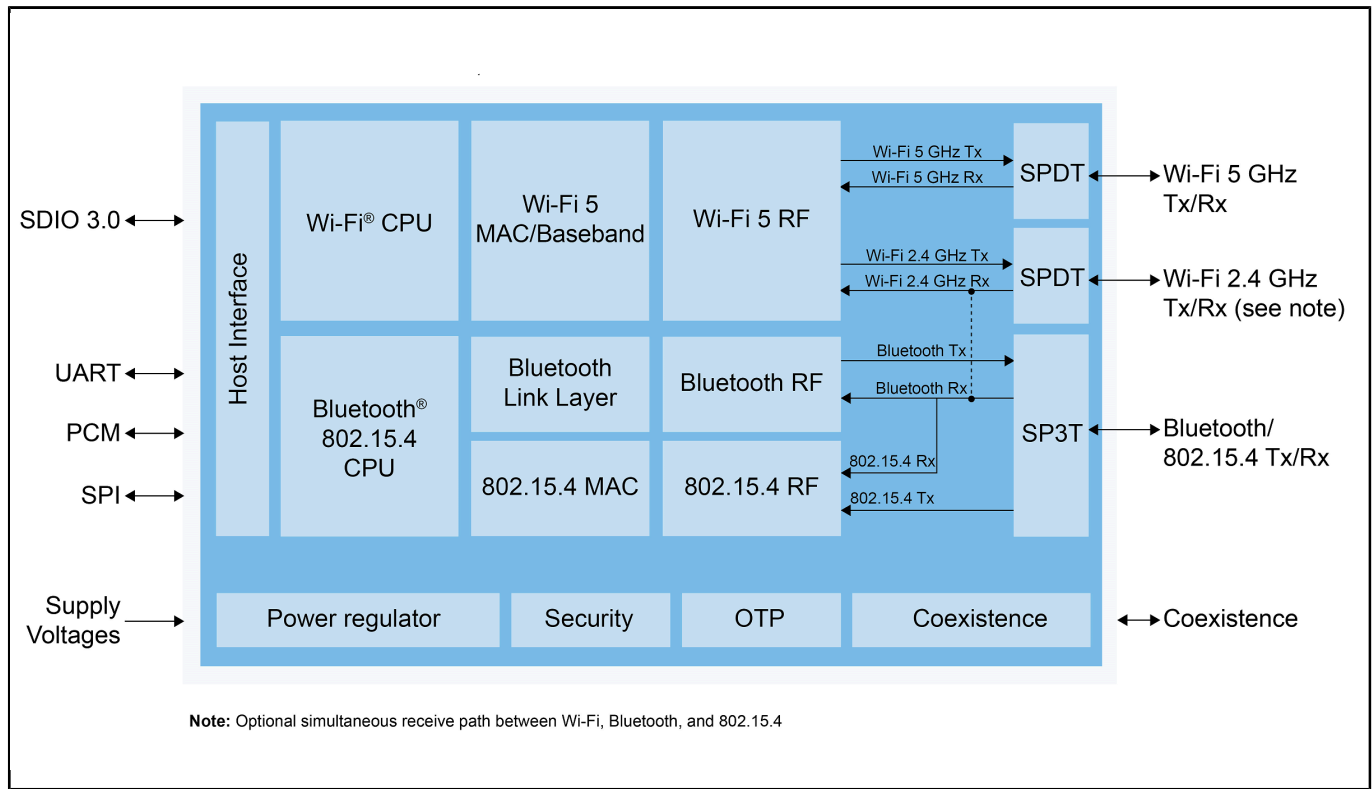 SDIO 3.0
UART
PCM
SPI
Supply
Voltages
Host Interface
Wi-Fi® CPU
Wi-Fi 5
MAC/Baseband
Wi-Fi 5 RF
Bluetooth®
802.15.4
CPU
Bluetooth
Link Layer
Bluetooth RF
802.15.4 MAC
802.15.4 RF
Wi-Fi 5 GHz Tx
Wi-Fi 5 GHz Rx
Wi-Fi 2.4 GHz Tx
Wi-Fi 2.4 GHz Rx
Bluetooth Tx
Bluetooth Rx
802.15.4 Rx
802.15.4 Tx
SPDT
SPDT
SP3T
Wi-Fi 5 GHz
Tx/Rx
Wi-Fi 2.4 GHz
Tx/Rx (see note)
Bluetooth/
802.15.4 Tx/Rx
Power regulator
Security
OTP
Coexistence
Coexistence
Note: Optional simultaneous receive path between Wi-Fi, Bluetooth, and 802.15.4